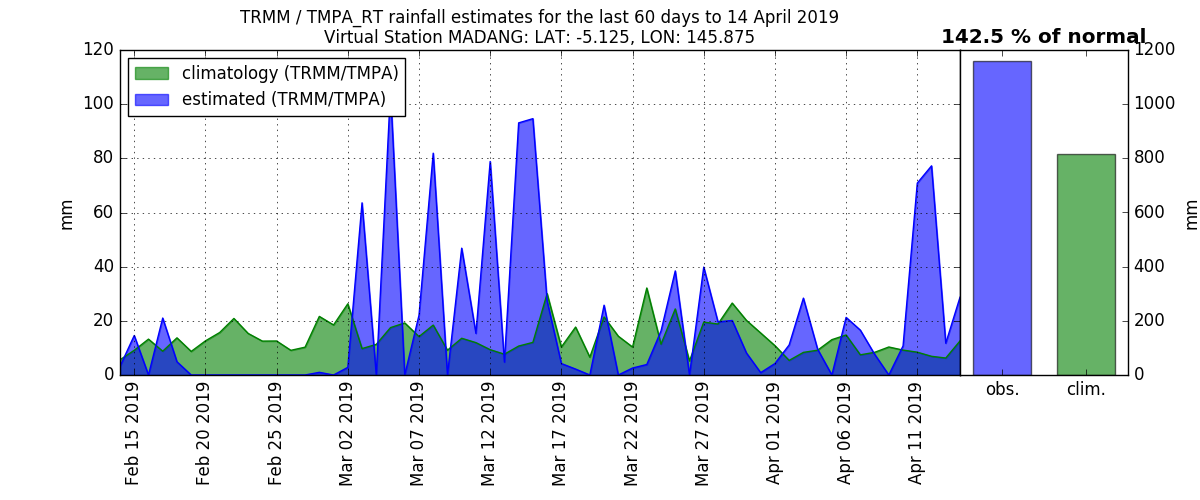 TRMM / TMPA_RT rainfall estimates for the last 60 days to 14 April 2019
Virtual Station MADANG: LAT: -5.125, LON: 145.875
142.5 % of normal
climatology (TRMM/TMPA)
estimated (TRMM/TMPA)
mm
120
100
80
60
40
20
0
Feb 15 2019
Feb 20 2019
Feb 25 2019
Mar 02 2019
Mar 07 2019
Mar 12 2019
Mar 17 2019
Mar 22 2019
Mar 27 2019
Apr 01 2019
Apr 06 2019
Apr 11 2019
obs.
clim.
1200
1000
800
600
400
200
0
mm